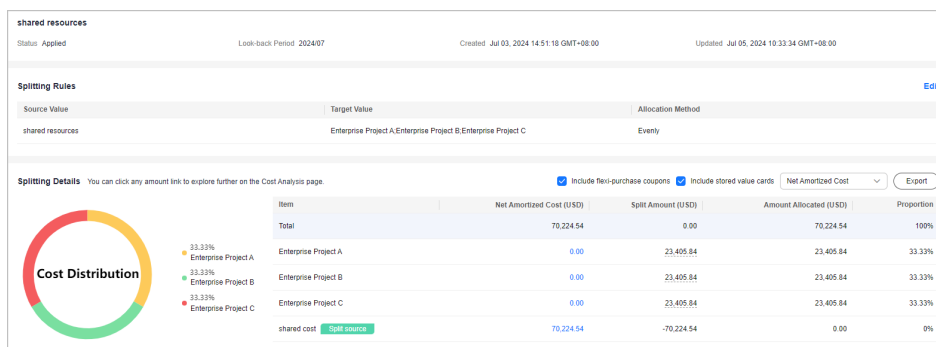 shared resources
Status: Applied Look-back Period 2024/07 Created Jul 03, 2024 14:51:18 GMT+08:00 Updated Jul 05, 2024 10:33:34 GMT+08:00
Splitting Rules Edi
Source Value Target Value Allocation Method
shared resources Enterprise Project A;Enterprise Project B;Enterprise Project C Evenly
Splitting Details You can click any amount link to explore further on the Cost Analysis page. Include flexi-purchase coupons Include stored value cards Net Amortized Cost Export
Cost Distribution
33.33%
Enterprise Project A
33.33%
Enterprise Project B
33.33%
Enterprise Project C
Item Net Amortized Cost (USD) Split Amount (USD) Amount Allocated (USD) Proportion
Total 70,224.54 0.00 70,224.54 100%
Enterprise Project A 0.00 23,405.84 23,405.84 33.33%
Enterprise Project B 0.00 23,405.84 23,405.84 33.33%
Enterprise Project C 0.00 23,405.84 23,405.84 33.33%
shared cost Split source 70,224.54 -70,224.54 0.00 0%